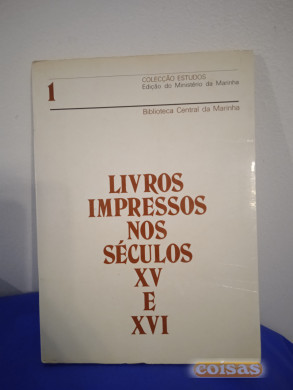 1
COLECÇÃO ESTUDOS
Edição do Ministério da Marinha
Biblioteca Central da Marinha
LIVROS
IMPRESSOS
NOS
SÉCULOS
XV
E
XVI
coisas